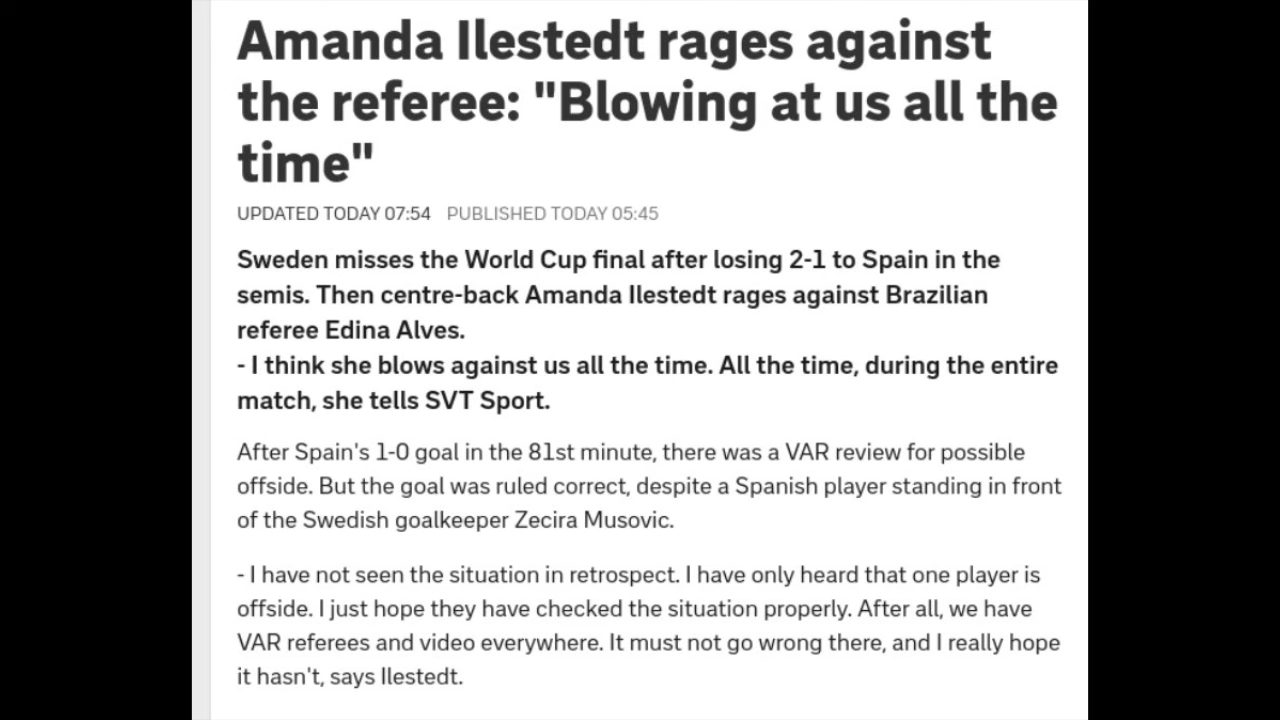 Amanda Ilestedt rages against
the referee: "Blowing at us all the
time"
UPDATED TODAY 07:54 PUBLISHED TODAY 05:45
Sweden misses the World Cup final after losing 2-1 to Spain in the
semis. Then centre-back Amanda Ilestedt rages against Brazilian
referee Edina Alves.
- I think she blows against us all the time. All the time, during the entire
match, she tells SVT Sport.
After Spain's 1-0 goal in the 81st minute, there was a VAR review for possible
offside. But the goal was ruled correct, despite a Spanish player standing in front
of the Swedish goalkeeper Zecira Musovic.
- I have not seen the situation in retrospect. I have only heard that one player is
offside. I just hope they have checked the situation properly. After all, we have
VAR referees and video everywhere. It must not go wrong there, and I really hope
it hasn't, says Ilestedt.